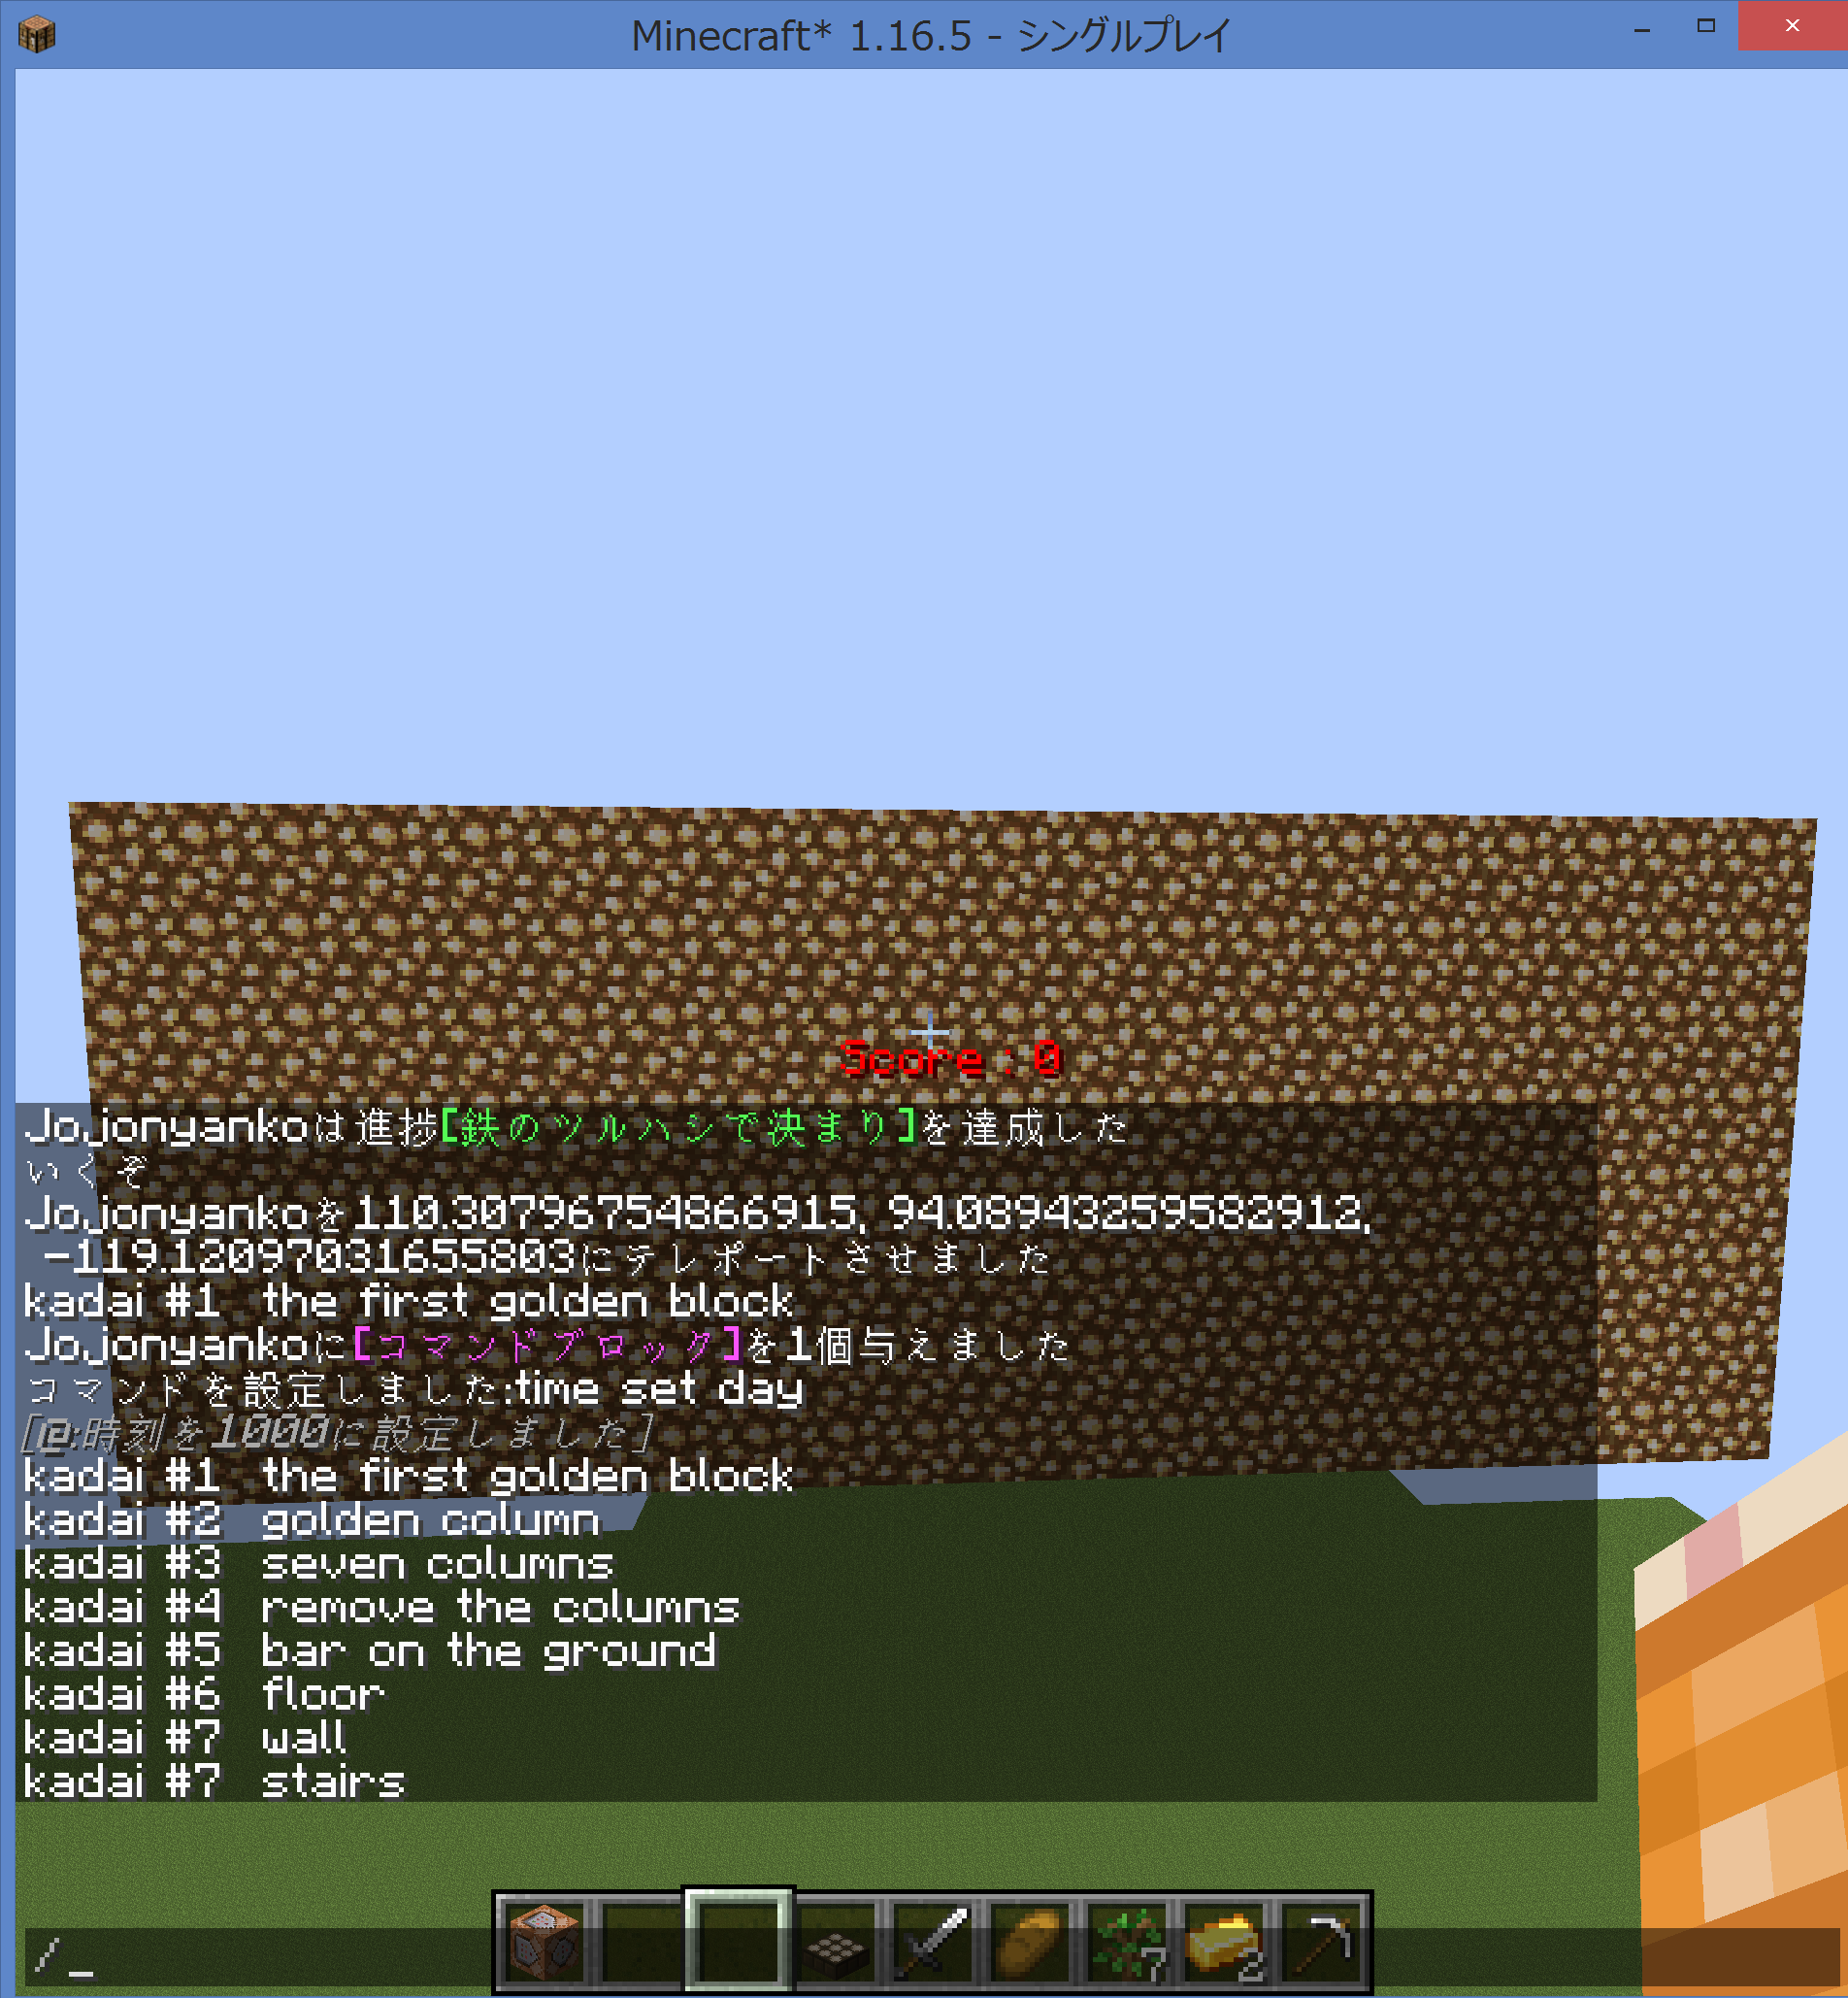 Minecraft* 1.16.5 - シングルプレイ
Score : 0
Jojonyankoは進捗[鉄のツルハシで決まり]を達成した
いくぞ
Jojonyankoを110.30796754866915, 94.08943259582912,
-119.12097031655803にテレポートさせました
kadai #1 the first golden block
Jojonyankoに[コマンドブロック]を1個与えました
コマンドを設定しました:time set day
[@:時刻を1000に設定しました]
kadai #1 the first golden block
kadai #2 golden column
kadai #3 seven columns
kadai #4 remove the columns
kadai #5 bar on the ground
kadai #6 floor
kadai #7 wall
kadai #7 stairs
7 2
/_